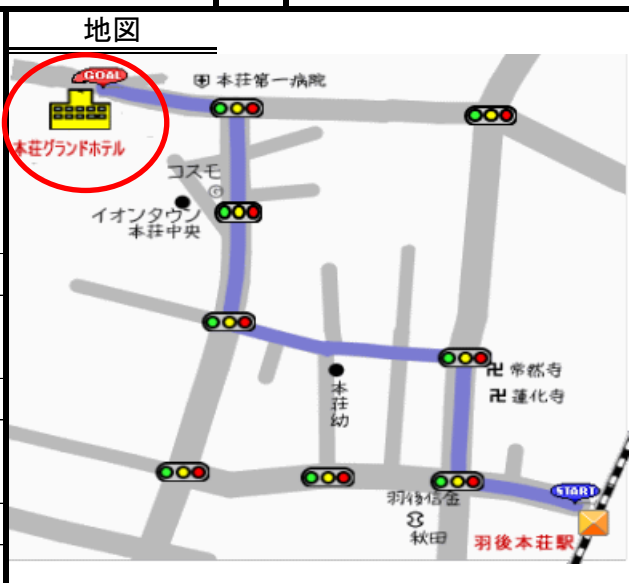 地図
GOAL
本荘第一病院
本荘グランドホテル
コスモ
イオンタウン
本荘中央
常然寺
蓮化寺
本荘幼
START
羽後信金
秋田
羽後本荘駅